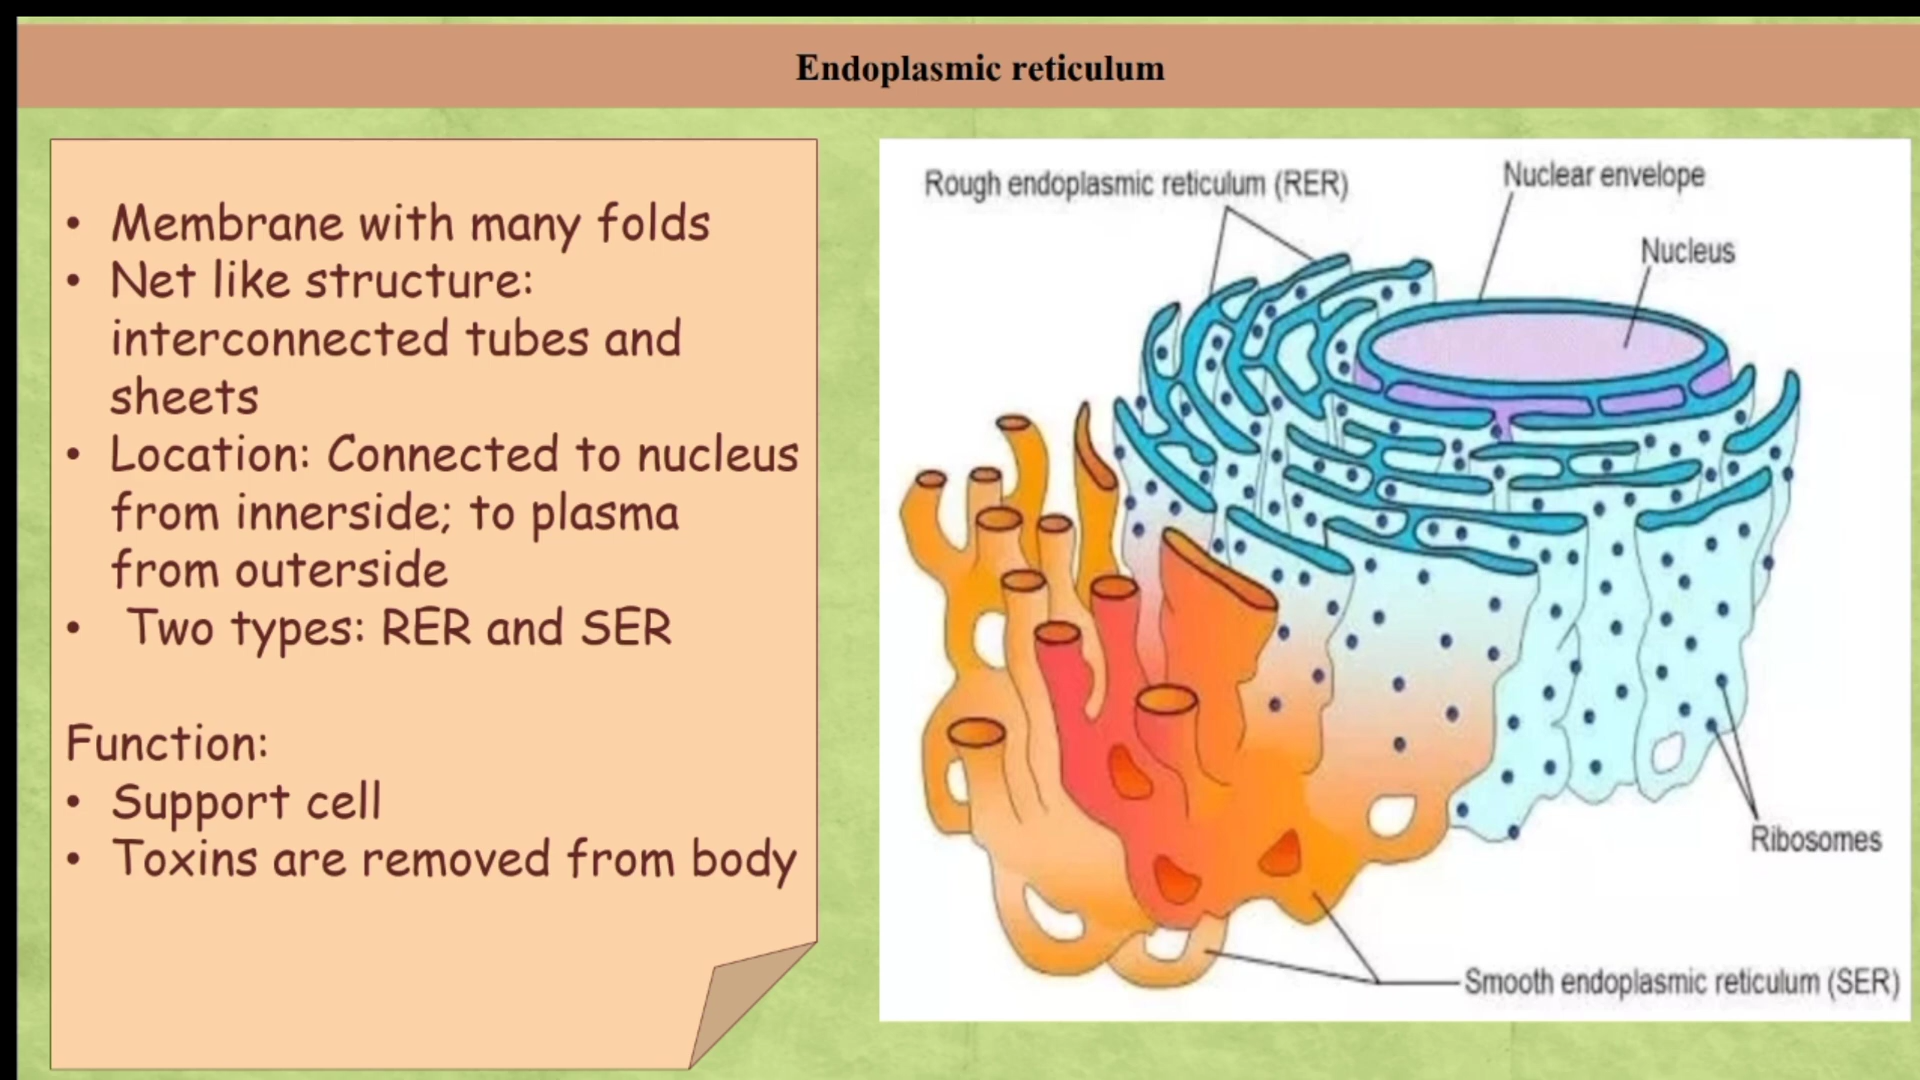 Endoplasmic reticulum
• Membrane with many folds
• Net like structure:
interconnected tubes and
sheets
• Location: Connected to nucleus
from innerside; to plasma
from outerside
• Two types: RER and SER
Function:
• Support cell
• Toxins are removed from body
Rough endoplasmic reticulum (RER)
Nuclear envelope
Nucleus
Ribosomes
Smooth endoplasmic reticulum (SER)